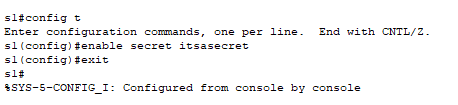 s1#config t
Enter configuration commands, one per line.  End with CNTL/Z.
s1(config)#enable secret itsasecret
s1(config)#exit
s1#
%SYS-5-CONFIG_I: Configured from console by console